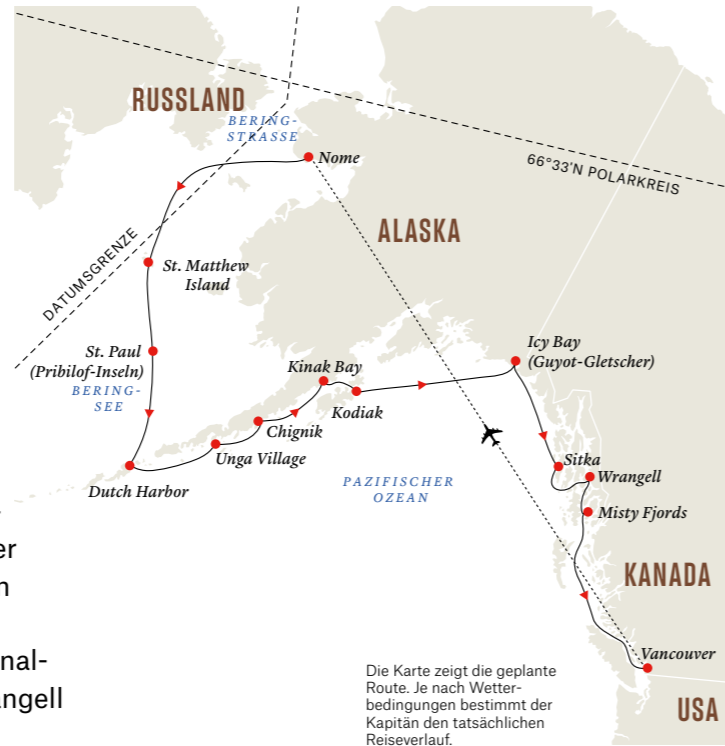 RUSSLAND
BERING-
STRASSE
Nome
66°33'N POLARKREIS
ALASKA
DATUMSGRENZE
St. Matthew
Island
St. Paul
(Pribilof-Inseln)
BERING-
SEE
Kinak Bay
Kodiak
Icy Bay
(Guyot-Gletscher)
Chignik
Unga Village
Dutch Harbor
PAZIFISCHER
OZEAN
Sitka
Wrangell
Misty Fjords
KANADA
Vancouver
USA
er
n
nal-
angell
Die Karte zeigt die geplante
Route. Je nach Wetter-
bedingungen bestimmt der
Kapitän den tatsächlichen
Reiseverlauf.